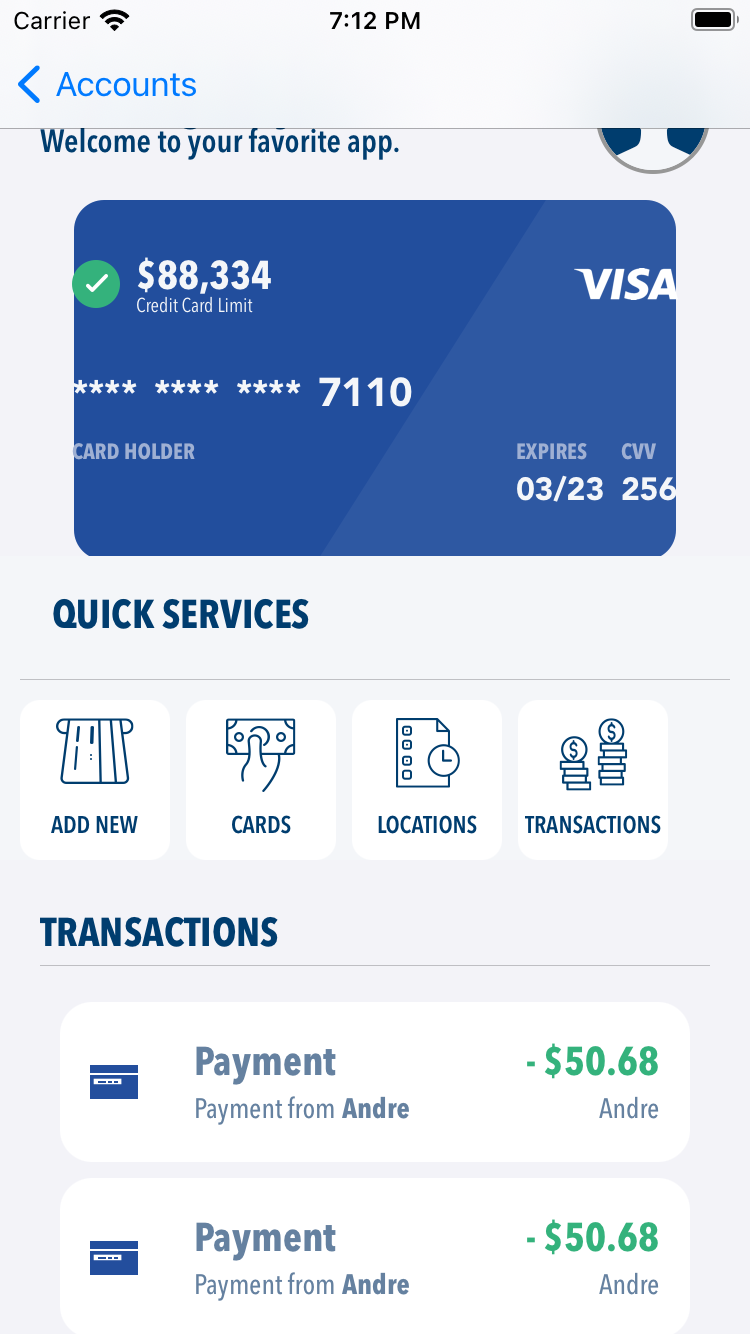 Carrier 7:12 PM
Accounts
Welcome to your favorite app.
$88,334
Credit Card Limit
VISA
**** **** **** 7110
CARD HOLDER EXPIRES CVV
03/23 256
QUICK SERVICES
ADD NEW CARDS LOCATIONS TRANSACTIONS
TRANSACTIONS
Payment - $50.68
Payment from Andre Andre
Payment - $50.68
Payment from Andre Andre